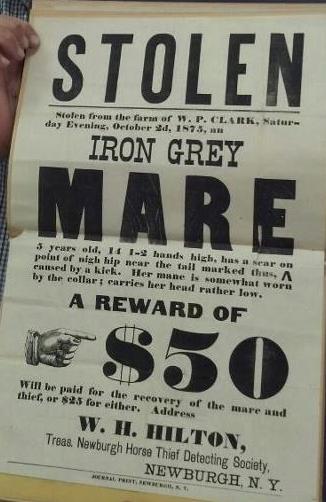 STOLEN
Stolen from the farm of W. P. CLARK, Satur-
day Evening, October 2d, 1875, an
IRON GREY
MARE
5 years old, 14 1-2 hands high, has a scar on
point of nigh hip near the tail marked thus, Λ
caused by a kick. Her mane is somewhat worn
by the collar; carries her head rather low.
A REWARD OF
$50
Will be paid for the recovery of the mare and
thief, or $25 for either. Address
W. H. HILTON,
Treas. Newburgh Horse Thief Detecting Society,
NEWBURGH, N. Y.
JOURNAL PRINT, NEWBURGH, N. Y.